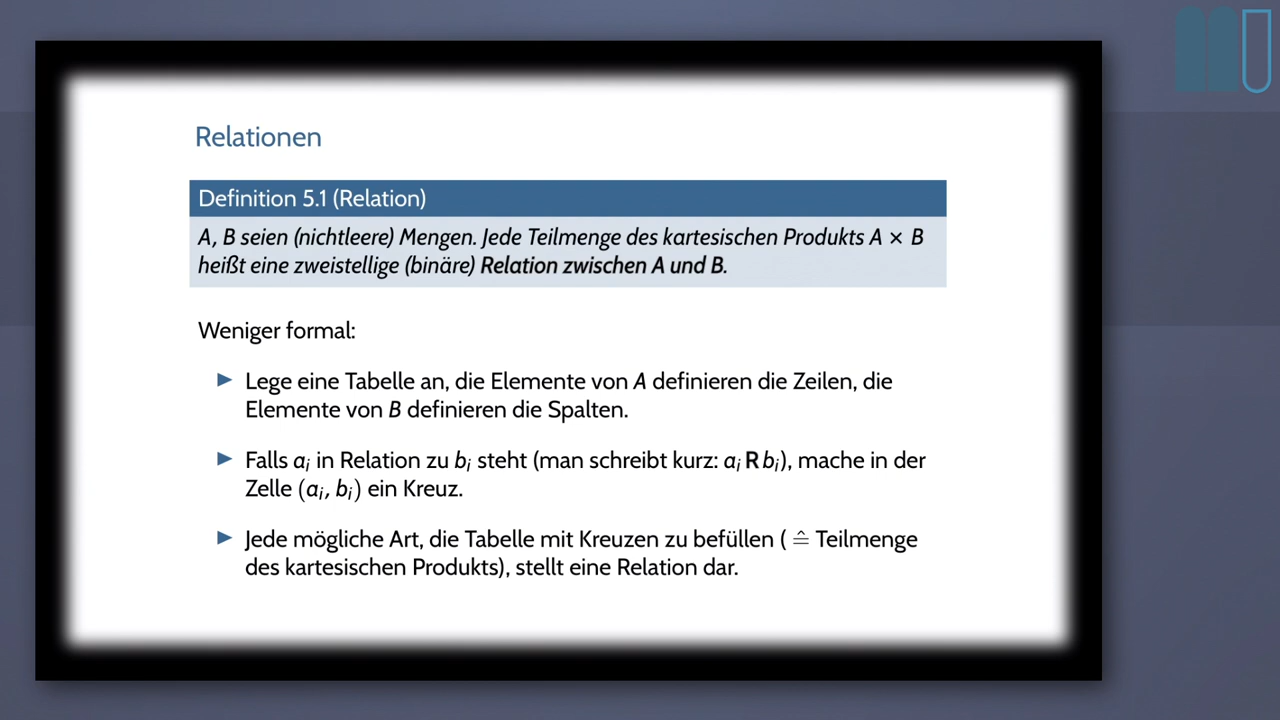 Relationen
Definition 5.1 (Relation)
A, B seien (nichtleere) Mengen. Jede Teilmenge des kartesischen Produkts A × B
heißt eine zweistellige (binäre) Relation zwischen A und B.
Weniger formal:
► Lege eine Tabelle an, die Elemente von A definieren die Zeilen, die
Elemente von B definieren die Spalten.
► Falls aᵢ in Relation zu bᵢ steht (man schreibt kurz: aᵢ R bᵢ), mache in der
Zelle (aᵢ, bᵢ) ein Kreuz.
► Jede mögliche Art, die Tabelle mit Kreuzen zu befüllen ( ≙ Teilmenge
des kartesischen Produkts), stellt eine Relation dar.